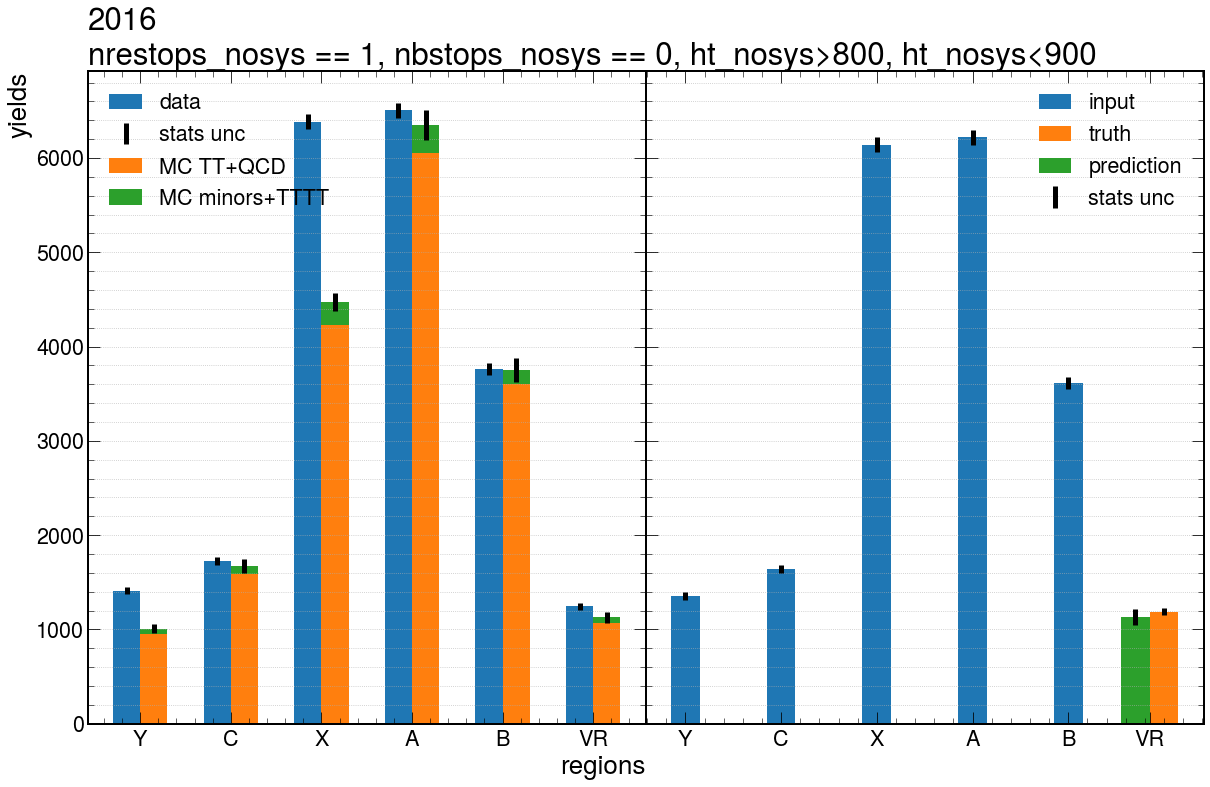 2016
nrestops_nosys == 1, nbstops_nosys == 0, ht_nosys>800, ht_nosys<900
yields
data
stats unc
MC TT+QCD
MC minors+TTTT
input
truth
prediction
stats unc
6000
5000
4000
3000
2000
1000
0
Y C X A B VR
Y C X A B VR
regions